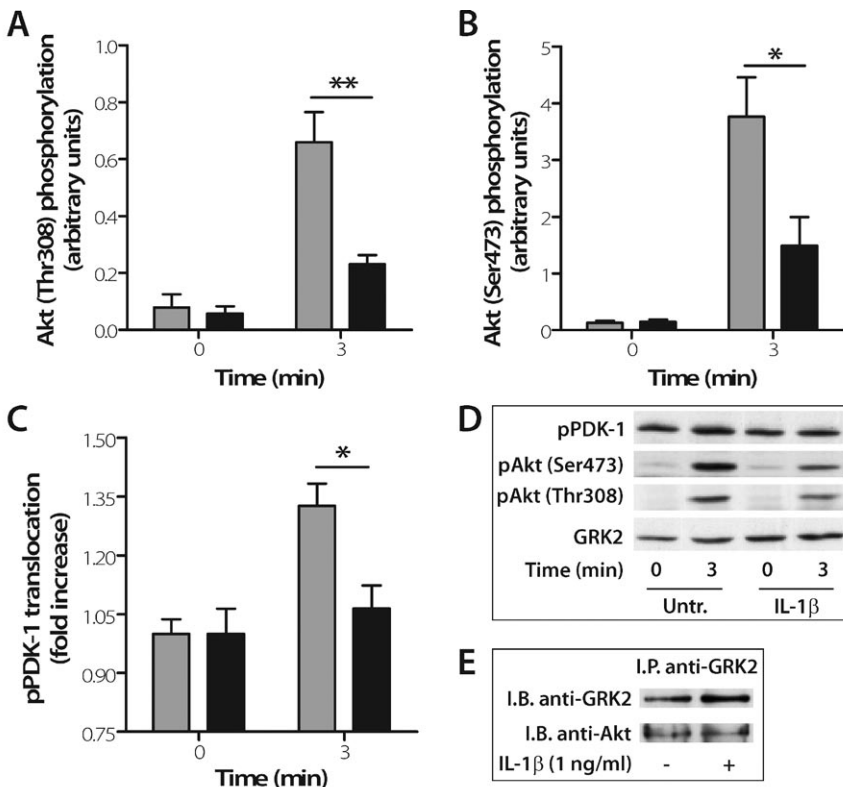 A
Akt (Thr308) phosphorylation
(arbitrary units)
1.0
0.8
0.6
0.4
0.2
0.0
**
0
3
Time (min)
B
Akt (Ser473) phosphorylation
(arbitrary units)
5
4
3
2
1
0
*
0
3
Time (min)
C
pPDK-1 translocation
(fold increase)
1.50
1.35
1.20
1.05
0.90
0.75
*
0
3
Time (min)
D
pPDK-1
pAkt (Ser473)
pAkt (Thr308)
GRK2
Time (min) 0 3 0 3
Untr. IL-1β
E
I.P. anti-GRK2
I.B. anti-GRK2
I.B. anti-Akt
IL-1β (1 ng/ml) - +